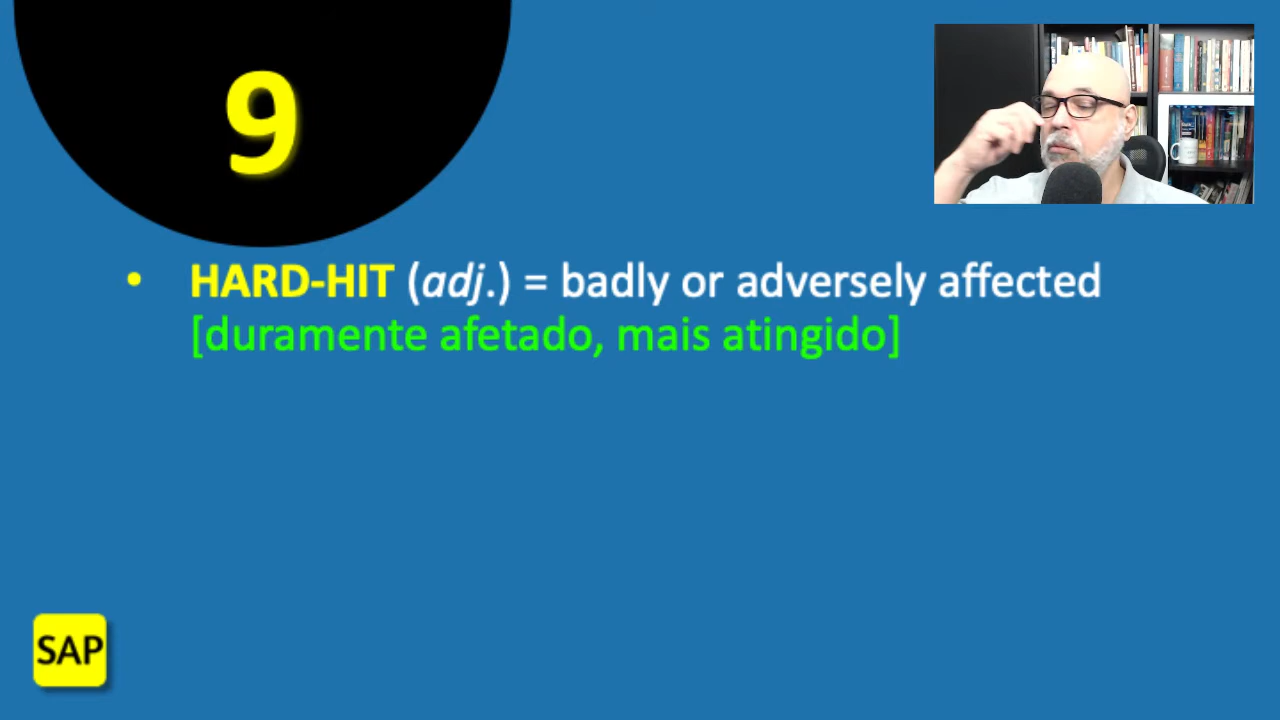 9
• HARD-HIT (adj.) = badly or adversely affected
[duramente afetado, mais atingido]
SAP